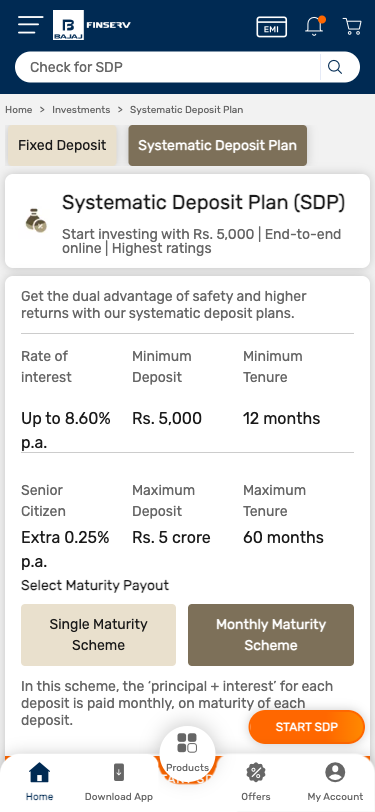 B
BAJAJ
FINSERV
EMI
Check for SDP
Home > Investments > Systematic Deposit Plan
Fixed Deposit
Systematic Deposit Plan
Systematic Deposit Plan (SDP)
Start investing with Rs. 5,000 | End-to-end
online | Highest ratings
Get the dual advantage of safety and higher
returns with our systematic deposit plans.
Rate of
interest
Minimum
Deposit
Minimum
Tenure
Up to 8.60%
p.a.
Rs. 5,000
12 months
Senior
Citizen
Maximum
Deposit
Maximum
Tenure
Extra 0.25%
p.a.
Rs. 5 crore
60 months
Select Maturity Payout
Single Maturity
Scheme
Monthly Maturity
Scheme
In this scheme, the ‘principal + interest’ for each
deposit is paid monthly, on maturity of each
deposit.
START SDP
Products
Home
Download App
Offers
My Account